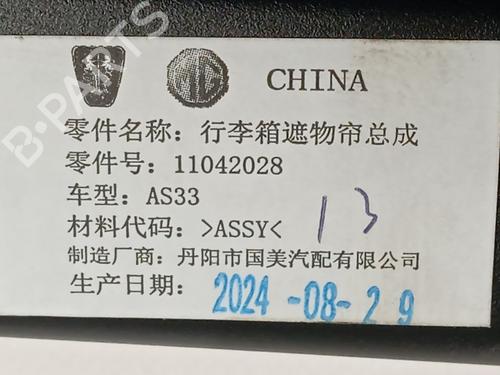 MG CHINA
零件名称：行李箱遮物帘总成
零件号：11042028
车型：AS33
材料代码：>ASSY< 13
制造厂商：丹阳市国美汽配有限公司
生产日期：2024-08-29
B-PARTS